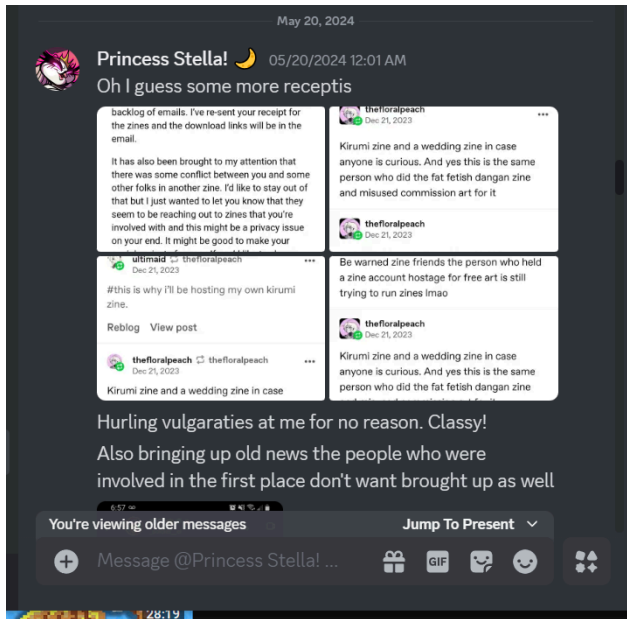 May 20, 2024
Princess Stella! 🌙 05/20/2024 12:01 AM
Oh I guess some more receptis
backlog of emails. I've re-sent your receipt for
the zines and the download links will be in the
email.
It has also been brought to my attention that
there was some conflict between you and some
other folks in another zine. I'd like to stay out of
that but I just wanted to let you know that they
seem to be reaching out to zines that you're
involved with and this might be a privacy issue
on your end. It might be good to make your
thefloralpeach
Dec 21, 2023
Kirumi zine and a wedding zine in case
anyone is curious. And yes this is the same
person who did the fat fetish dangan zine
and misused commission art for it
thefloralpeach
Dec 21, 2023
ultimaid thefloralpeach
Dec 21, 2023
#this is why i'll be hosting my own kirumi
zine.
Reblog View post
thefloralpeach thefloralpeach
Dec 21, 2023
Kirumi zine and a wedding zine in case
Be warned zine friends the person who held
a zine account hostage for free art is still
trying to run zines lmao
thefloralpeach
Dec 21, 2023
Kirumi zine and a wedding zine in case
anyone is curious. And yes this is the same
person who did the fat fetish dangan zine
Hurling vulgaraties at me for no reason. Classy!
Also bringing up old news the people who were
involved in the first place don't want brought up as well
6:57
You're viewing older messages Jump To Present
Message @Princess Stella! ... GIF
28:19